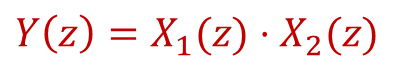 Y(z) = X₁(z) · X₂(z)